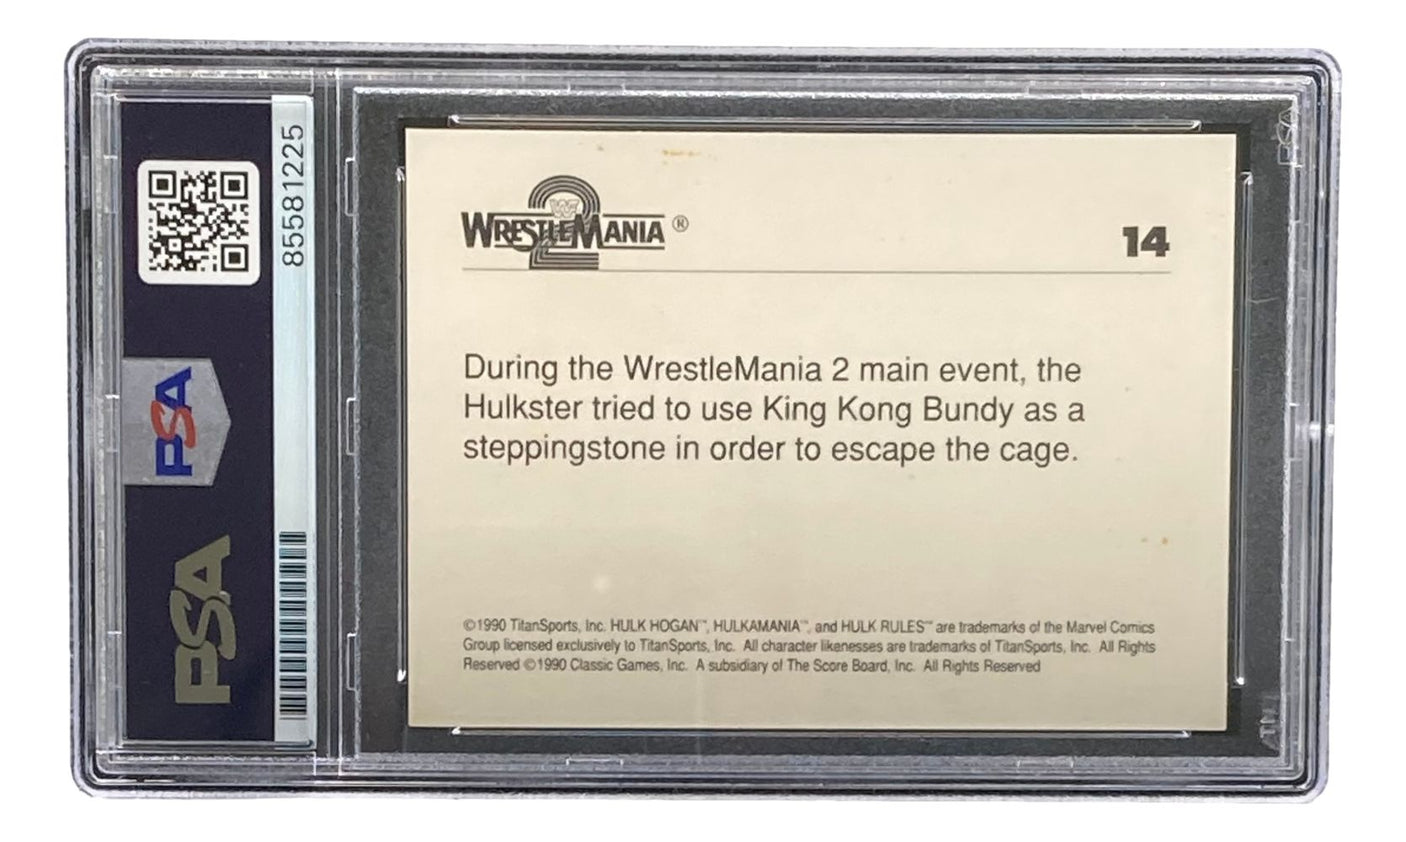 85581225
PSA
PSA
WRESTLEMANIA ®
2
14
During the WrestleMania 2 main event, the
Hulkster tried to use King Kong Bundy as a
steppingstone in order to escape the cage.
©1990 TitanSports, Inc. HULK HOGAN™, HULKAMANIA™, and HULK RULES™ are trademarks of the Marvel Comics
Group licensed exclusively to TitanSports, Inc. All character likenesses are trademarks of TitanSports, Inc. All Rights
Reserved ©1990 Classic Games, Inc. A subsidiary of The Score Board, Inc. All Rights Reserved
PSA